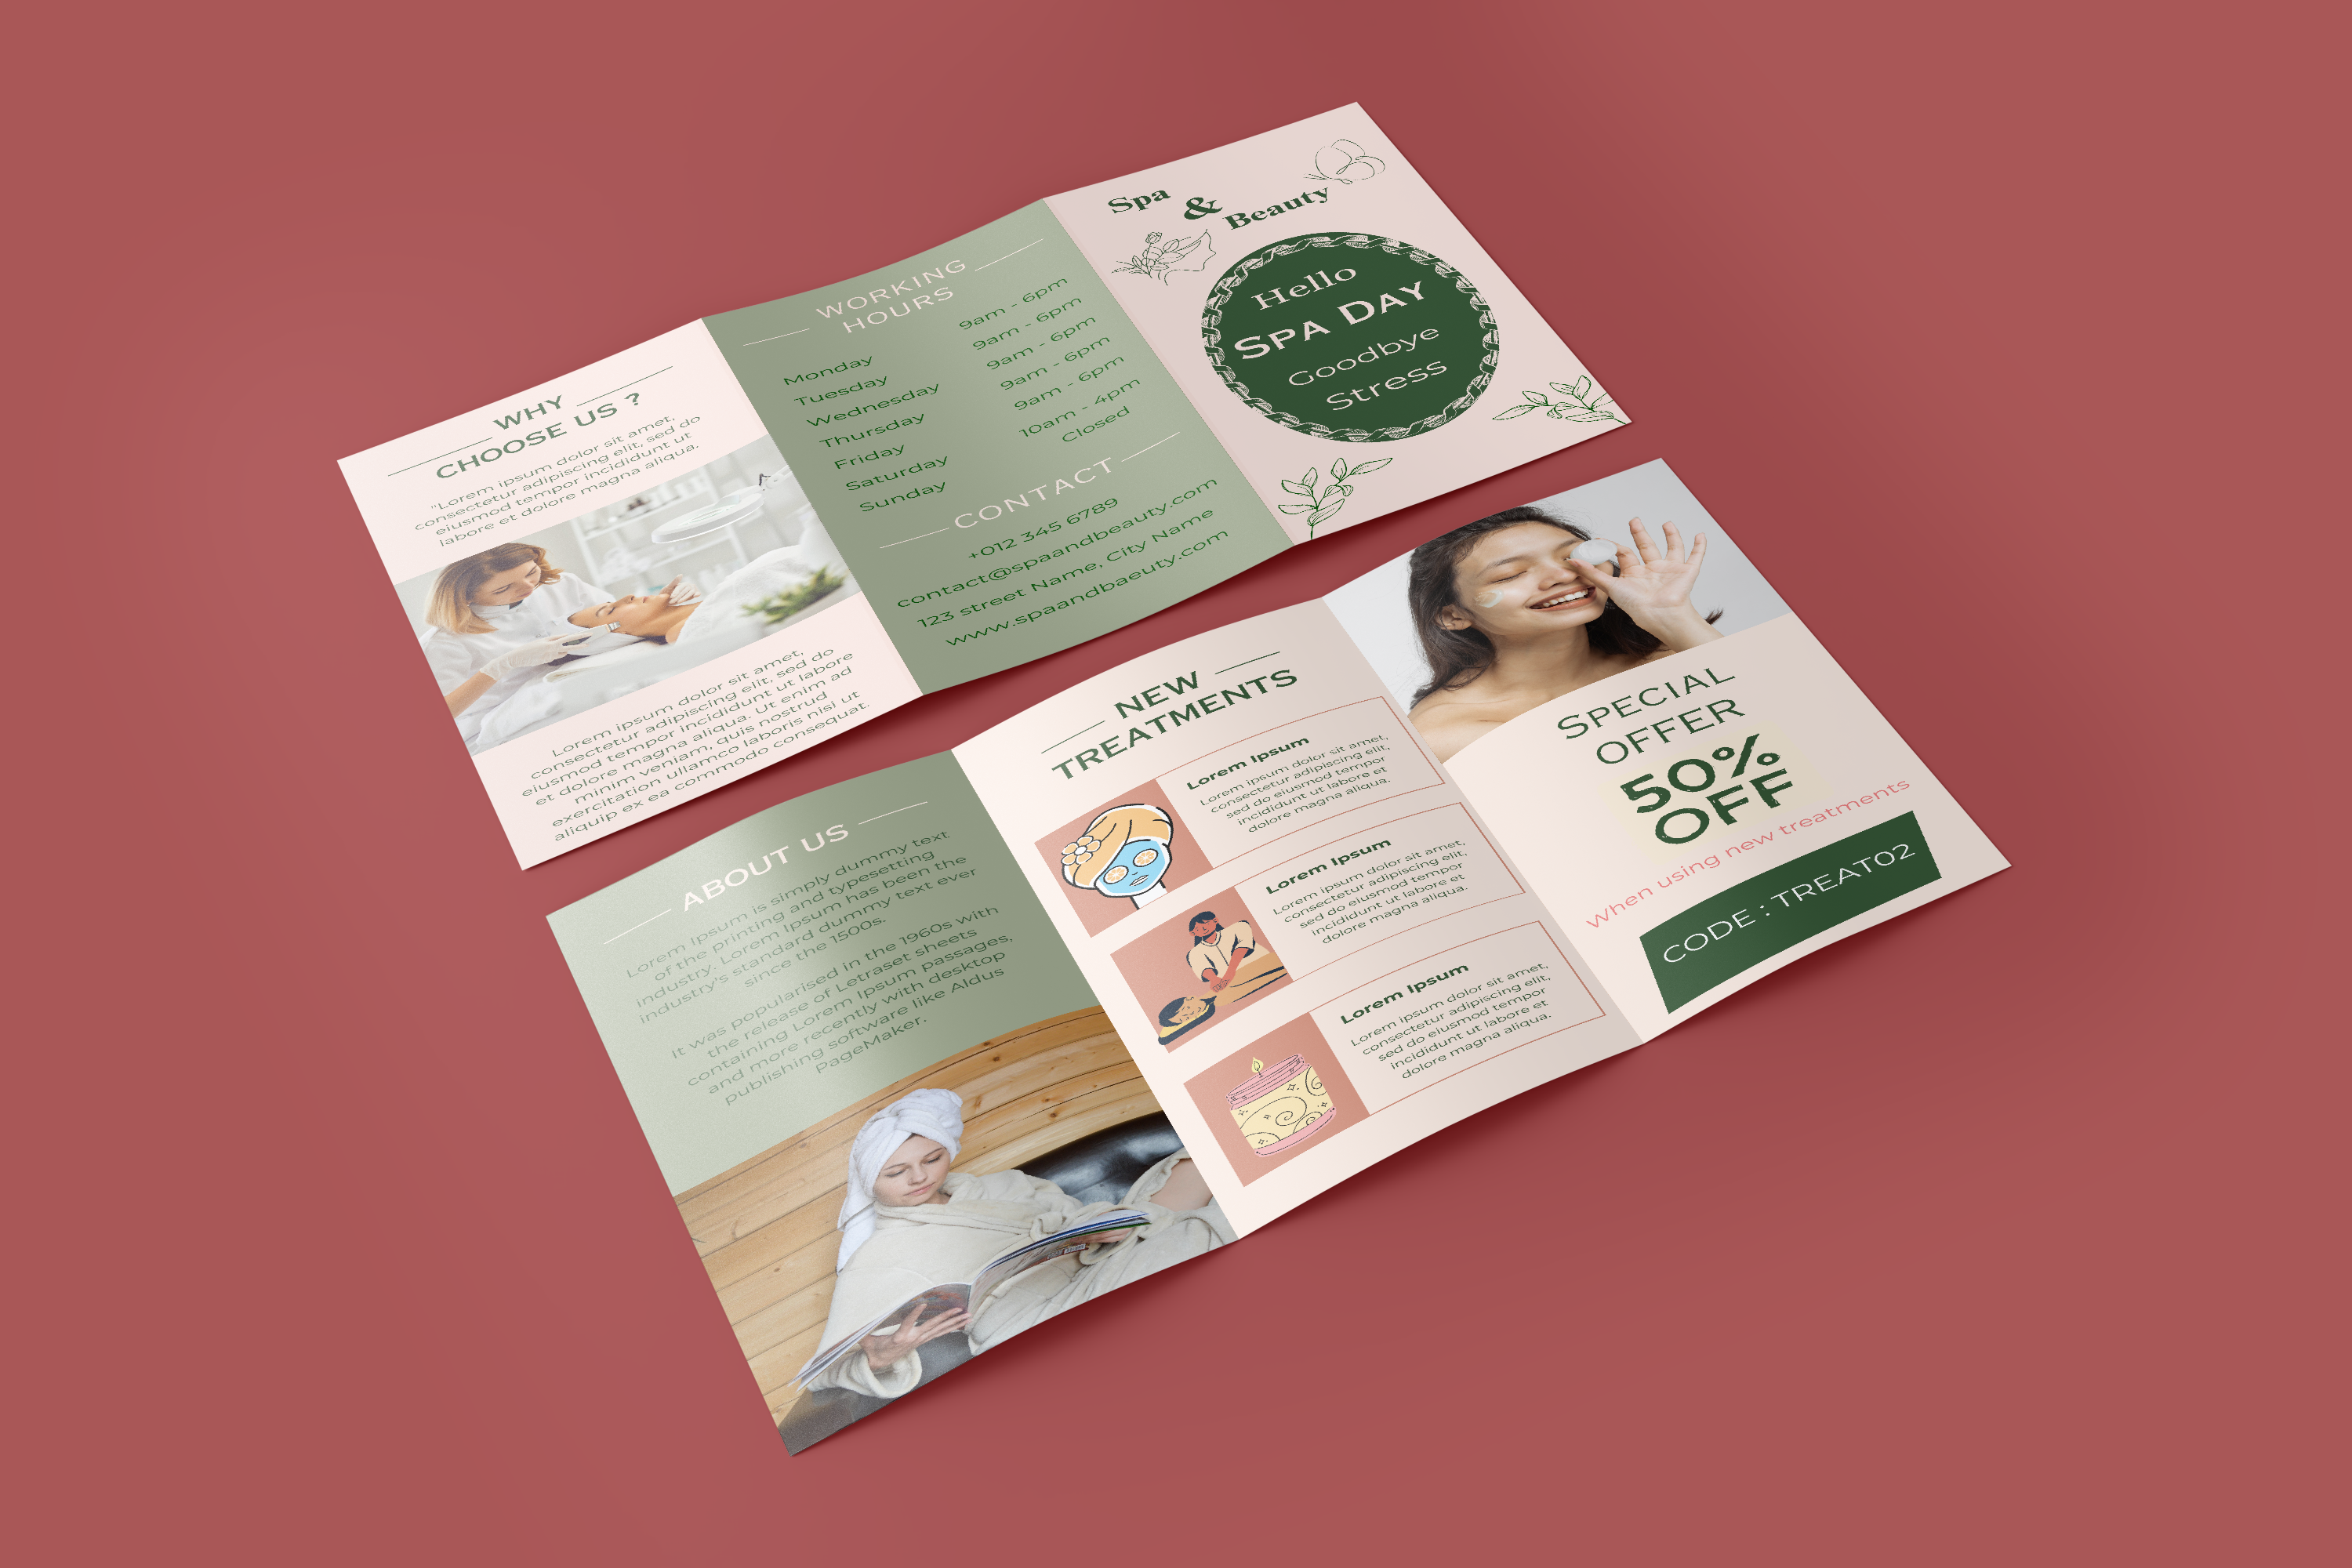 WHY
CHOOSE US ?
"Lorem ipsum dolor sit amet,
consectetur adipiscing elit, sed do
eiusmod tempor incididunt ut
labore et dolore magna aliqua.
Lorem ipsum dolor sit amet,
consectetur adipiscing elit, sed do
eiusmod tempor incididunt ut labore
et dolore magna aliqua. Ut enim ad
minim veniam, quis nostrud
exercitation ullamco laboris nisi ut
aliquip ex ea commodo consequat.
WORKING
HOURS
Monday 9am - 6pm
Tuesday 9am - 6pm
Wednesday 9am - 6pm
Thursday 9am - 6pm
Friday 9am - 6pm
Saturday 10am - 4pm
Sunday Closed
CONTACT
+012 345 6789
contact@spaandbeauty.com
123 street Name, City Name
www.spaandbaeuty.com
Spa
&
Beauty
Hello
SPA DAY
Goodbye
Stress
ABOUT US
Lorem Ipsum is simply dummy text
of the printing and typesetting
industry. Lorem Ipsum has been the
industry's standard dummy text ever
since the 1500s.
It was popularised in the 1960s with
the release of Letraset sheets
containing Lorem Ipsum passages,
and more recently with desktop
publishing software like Aldus
PageMaker.
NEW
TREATMENTS
Lorem Ipsum
Lorem ipsum dolor sit amet,
consectetur adipiscing elit,
sed do eiusmod tempor
incididunt ut labore et
dolore magna aliqua.
Lorem Ipsum
Lorem ipsum dolor sit amet,
consectetur adipiscing elit,
sed do eiusmod tempor
incididunt ut labore et
dolore magna aliqua.
Lorem Ipsum
Lorem ipsum dolor sit amet,
consectetur adipiscing elit,
sed do eiusmod tempor
incididunt ut labore et
dolore magna aliqua.
SPECIAL
OFFER
50%
OFF
When using new treatments
CODE : TREAT02